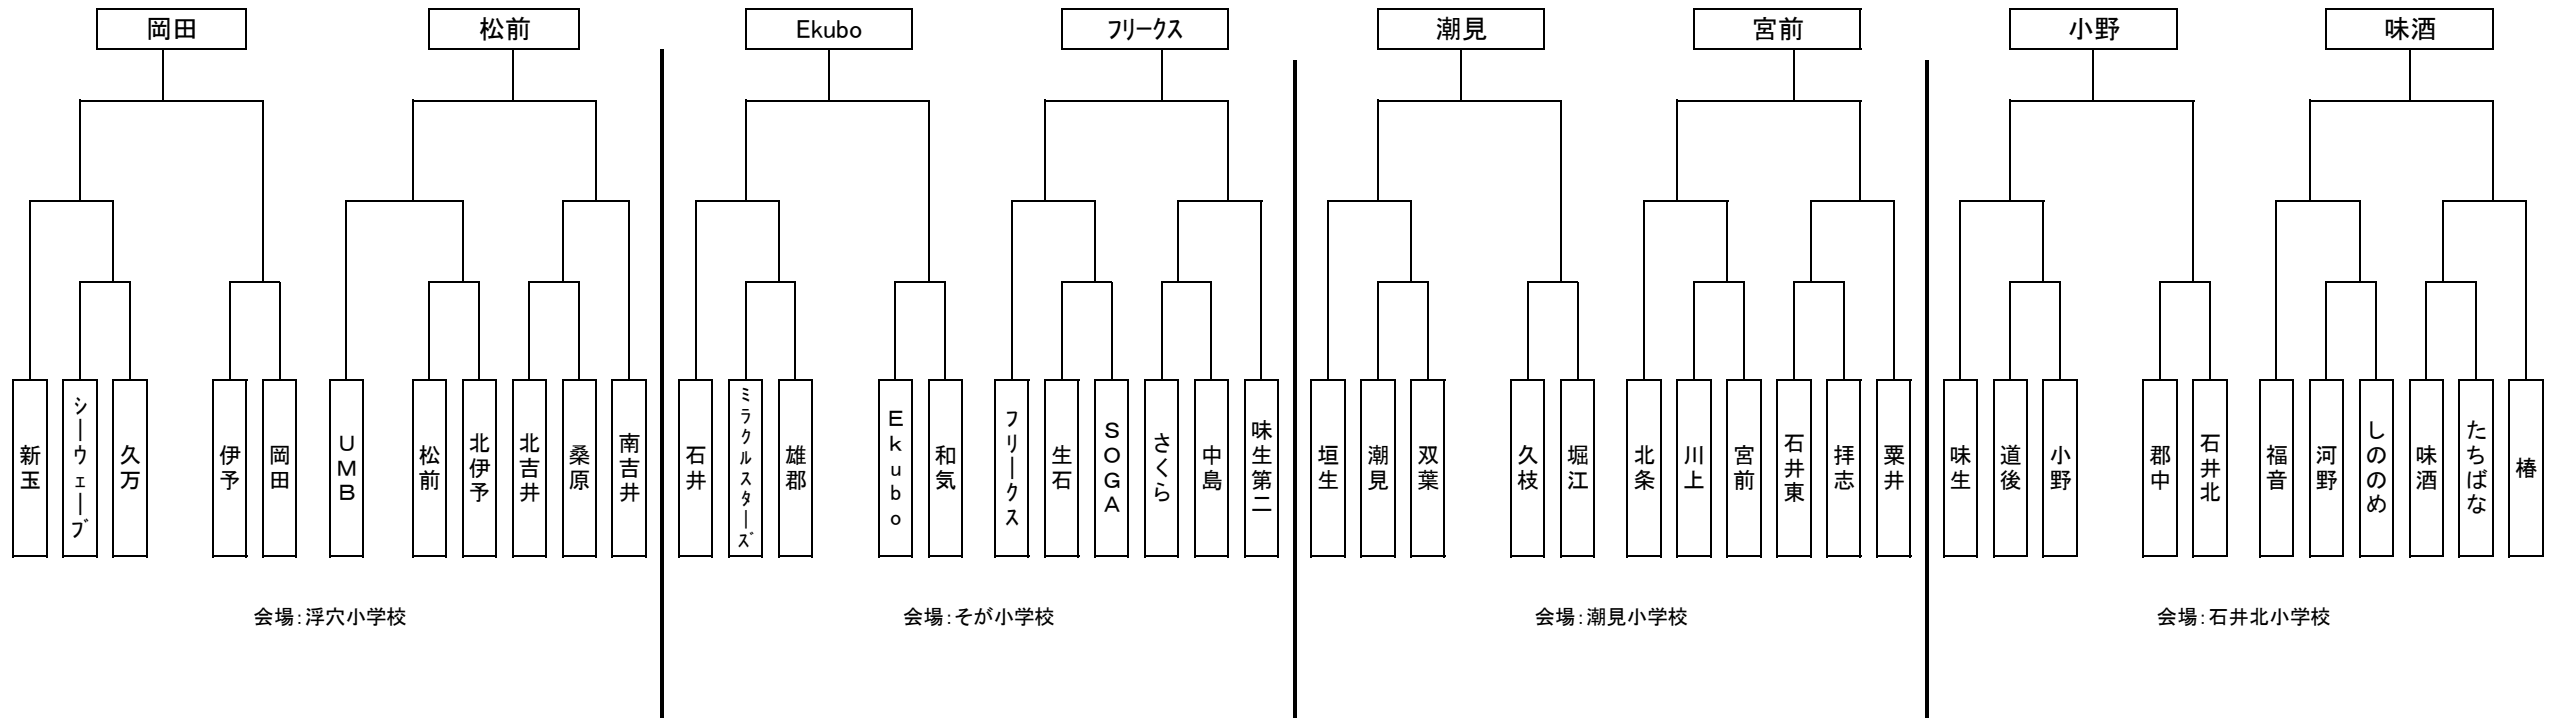 岡田
松前
Ekubo
フリークス
潮見
宮前
小野
味酒
新玉
シーウェーブ
久万
伊予
岡田
UMB
松前
北伊予
北吉井
桑原
南吉井
石井
ミラクルスターズ
雄郡
Ekubo
和気
フリークス
生石
SOGA
さくら
中島
味生第二
垣生
潮見
双葉
久枝
堀江
北条
川上
宮前
石井東
拝志
粟井
味生
道後
小野
郡中
石井北
福音
河野
しののめ
味酒
たちばな
椿
会場:浮穴小学校
会場:そが小学校
会場:潮見小学校
会場:石井北小学校